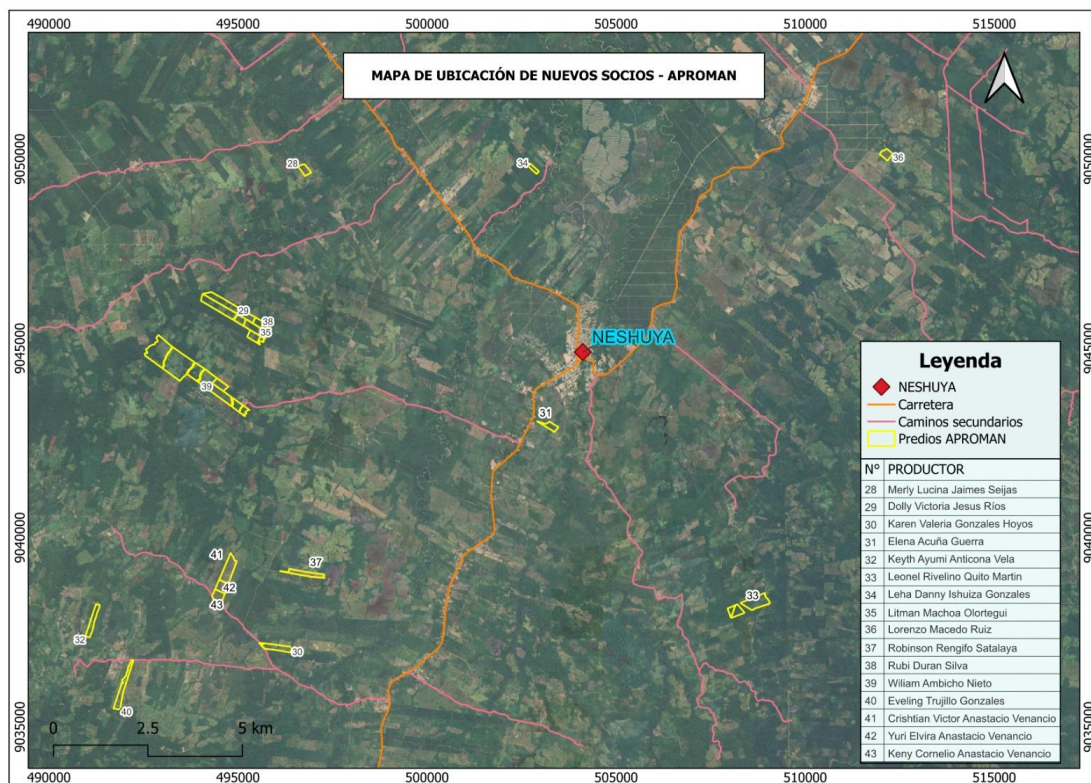 490000 495000 500000 505000 510000 515000
MAPA DE UBICACIÓN DE NUEVOS SOCIOS - APROMAN
9050000
9050000
28
34
36
29
38
35
NESHUYA
9045000
9045000
39
31
Leyenda
NESHUYA
Carretera
Caminos secundarios
Predios APROMAN
N° PRODUCTOR
28 Merly Lucina Jaimes Seijas
29 Dolly Victoria Jesus Ríos
30 Karen Valeria Gonzales Hoyos
31 Elena Acuña Guerra
32 Keyth Ayumi Anticona Vela
33 Leonel Rivelino Quito Martin
34 Leha Danny Ishuiza Gonzales
35 Litman Machoa Olortegui
36 Lorenzo Macedo Ruiz
37 Robinson Rengifo Satalaya
38 Rubi Duran Silva
39 Wiliam Ambicho Nieto
40 Eveling Trujillo Gonzales
41 Crishtian Victor Anastacio Venancio
42 Yuri Elvira Anastacio Venancio
43 Keny Cornelio Anastacio Venancio
9040000
9040000
41
37
42
43
33
32
30
40
9035000
9035000
0 2.5 5 km
490000 495000 500000 505000 510000 515000